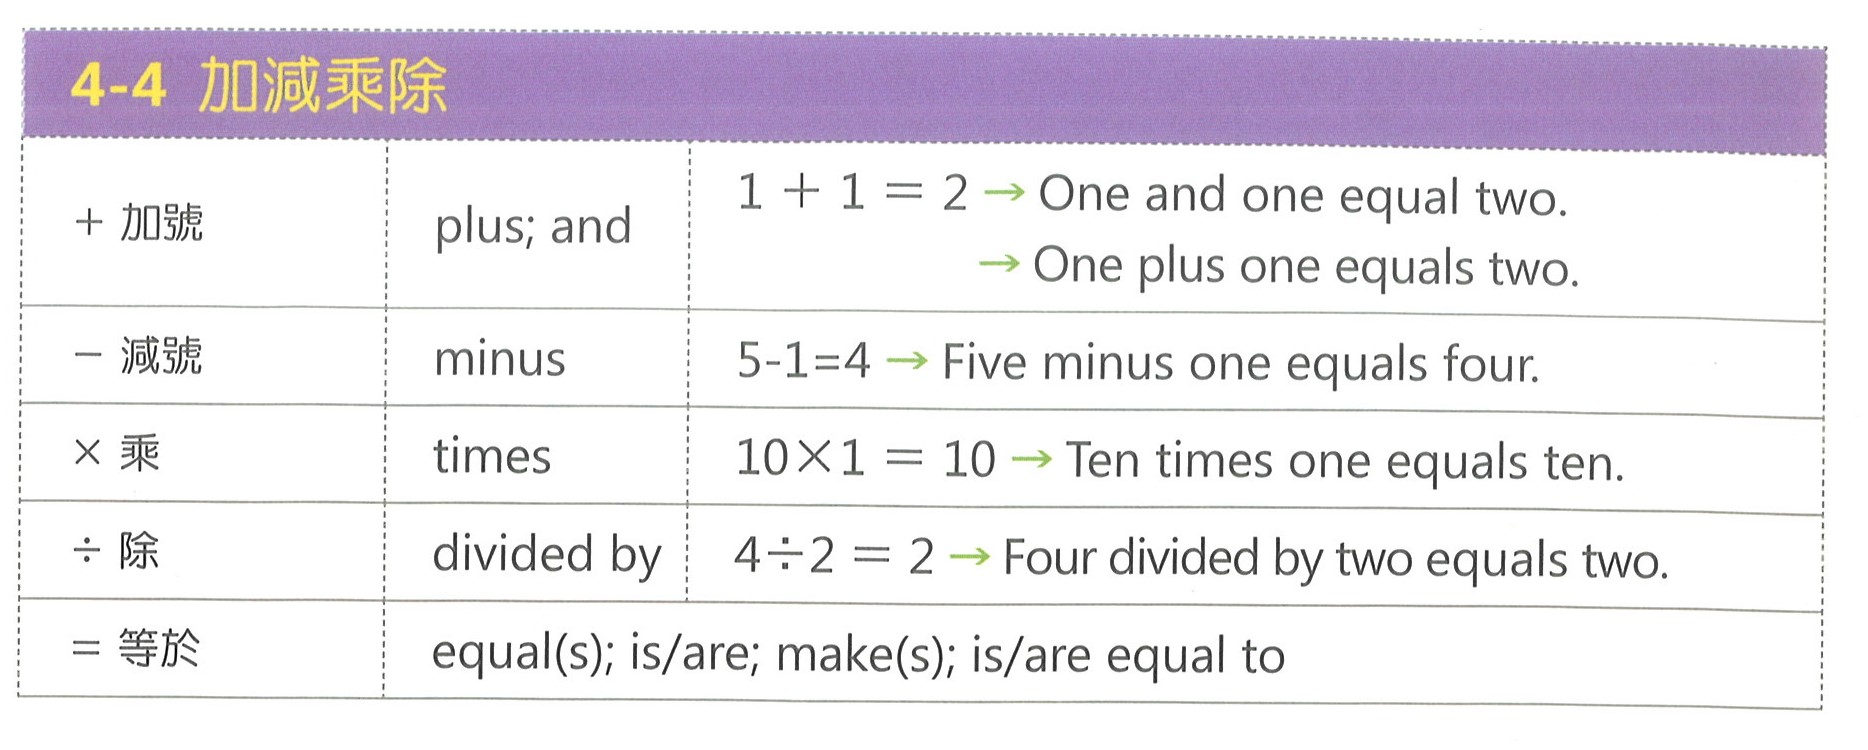 4-4 加減乘除
+ 加號 plus; and 1 + 1 = 2 → One and one equal two.
→ One plus one equals two.
− 減號 minus 5-1=4 → Five minus one equals four.
× 乘 times 10×1 = 10 → Ten times one equals ten.
÷ 除 divided by 4÷2 = 2 → Four divided by two equals two.
= 等於 equal(s); is/are; make(s); is/are equal to